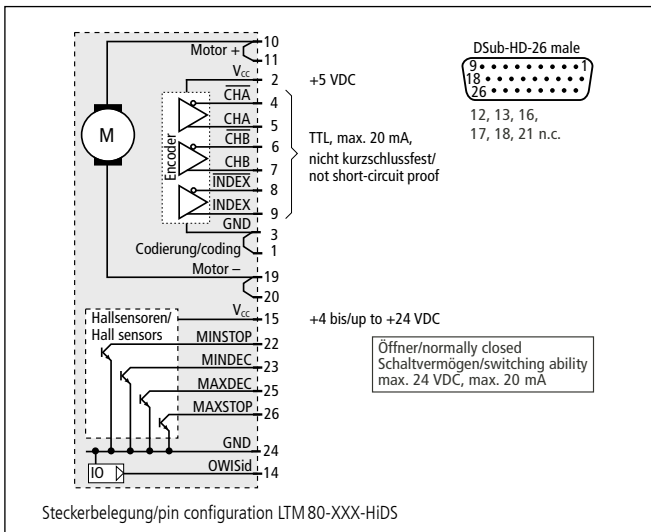 10
Motor +
11
V_cc 2 +5 VDC
CHA 4
CHA 5
CHB 6
CHB 7
INDEX 8
INDEX 9
GND 3
Codierung/coding 1
Motor – 19
20
M
Encoder
TTL, max. 20 mA,
nicht kurzschlussfest/
not short-circuit proof
DSub-HD-26 male
9 1
18
26
12, 13, 16,
17, 18, 21 n.c.
Hallsensoren/
Hall sensors
V_cc 15 +4 bis/up to +24 VDC
MINSTOP 22
MINDEC 23
MAXDEC 25
MAXSTOP 26
GND 24
OWISid 14
IO
Öffner/normally closed
Schaltvermögen/switching ability
max. 24 VDC, max. 20 mA
Steckerbelegung/pin configuration LTM 80-XXX-HiDS